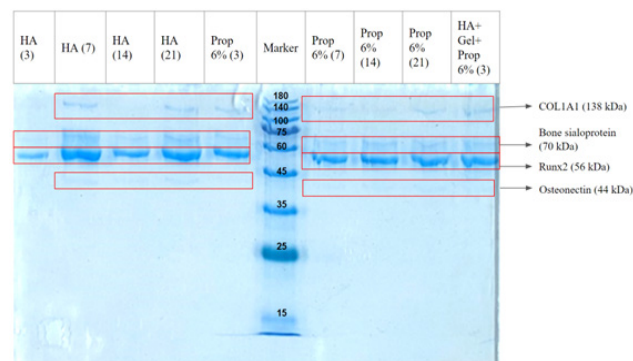 HA
(3)
HA (7)
HA
(14)
HA
(21)
Prop
6% (3)
Marker
Prop
6% (7)
Prop
6%
(14)
Prop
6%
(21)
HA+
Gel+
Prop
6% (3)
180
140
100
75
60
45
35
25
15
COL1A1 (138 kDa)
Bone sialoprotein
(70 kDa)
Runx2 (56 kDa)
Osteonectin (44 kDa)